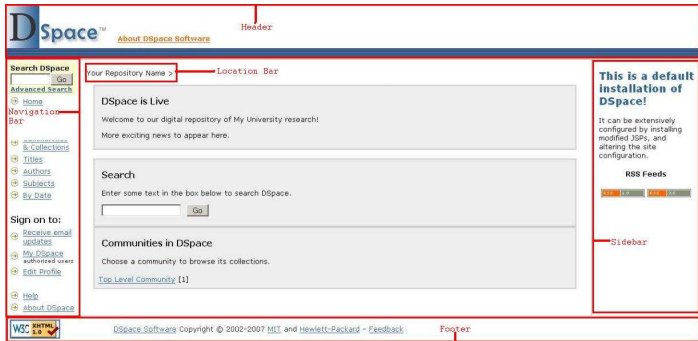 DSpace™
About DSpace Software
Header
Search DSpace
Go
Advanced Search
Home
Navigation
Bar
& Collections
Titles
Authors
Subjects
By Date
Sign on to:
Receive email
updates
My DSpace
authorized users
Edit Profile
Help
About DSpace
Your Repository Name >
Location Bar
DSpace is Live
Welcome to our digital repository of My University research!
More exciting news to appear here.
Search
Enter some text in the box below to search DSpace.
Go
Communities in DSpace
Choose a community to browse its collections.
Top Level Community [1]
This is a default
installation of
DSpace!
It can be extensively
configured by installing
modified JSPs, and
altering the site
configuration.
RSS Feeds
Sidebar
W3C XHTML 1.0
DSpace Software Copyright © 2002-2007 MIT and Hewlett-Packard - Feedback
Footer